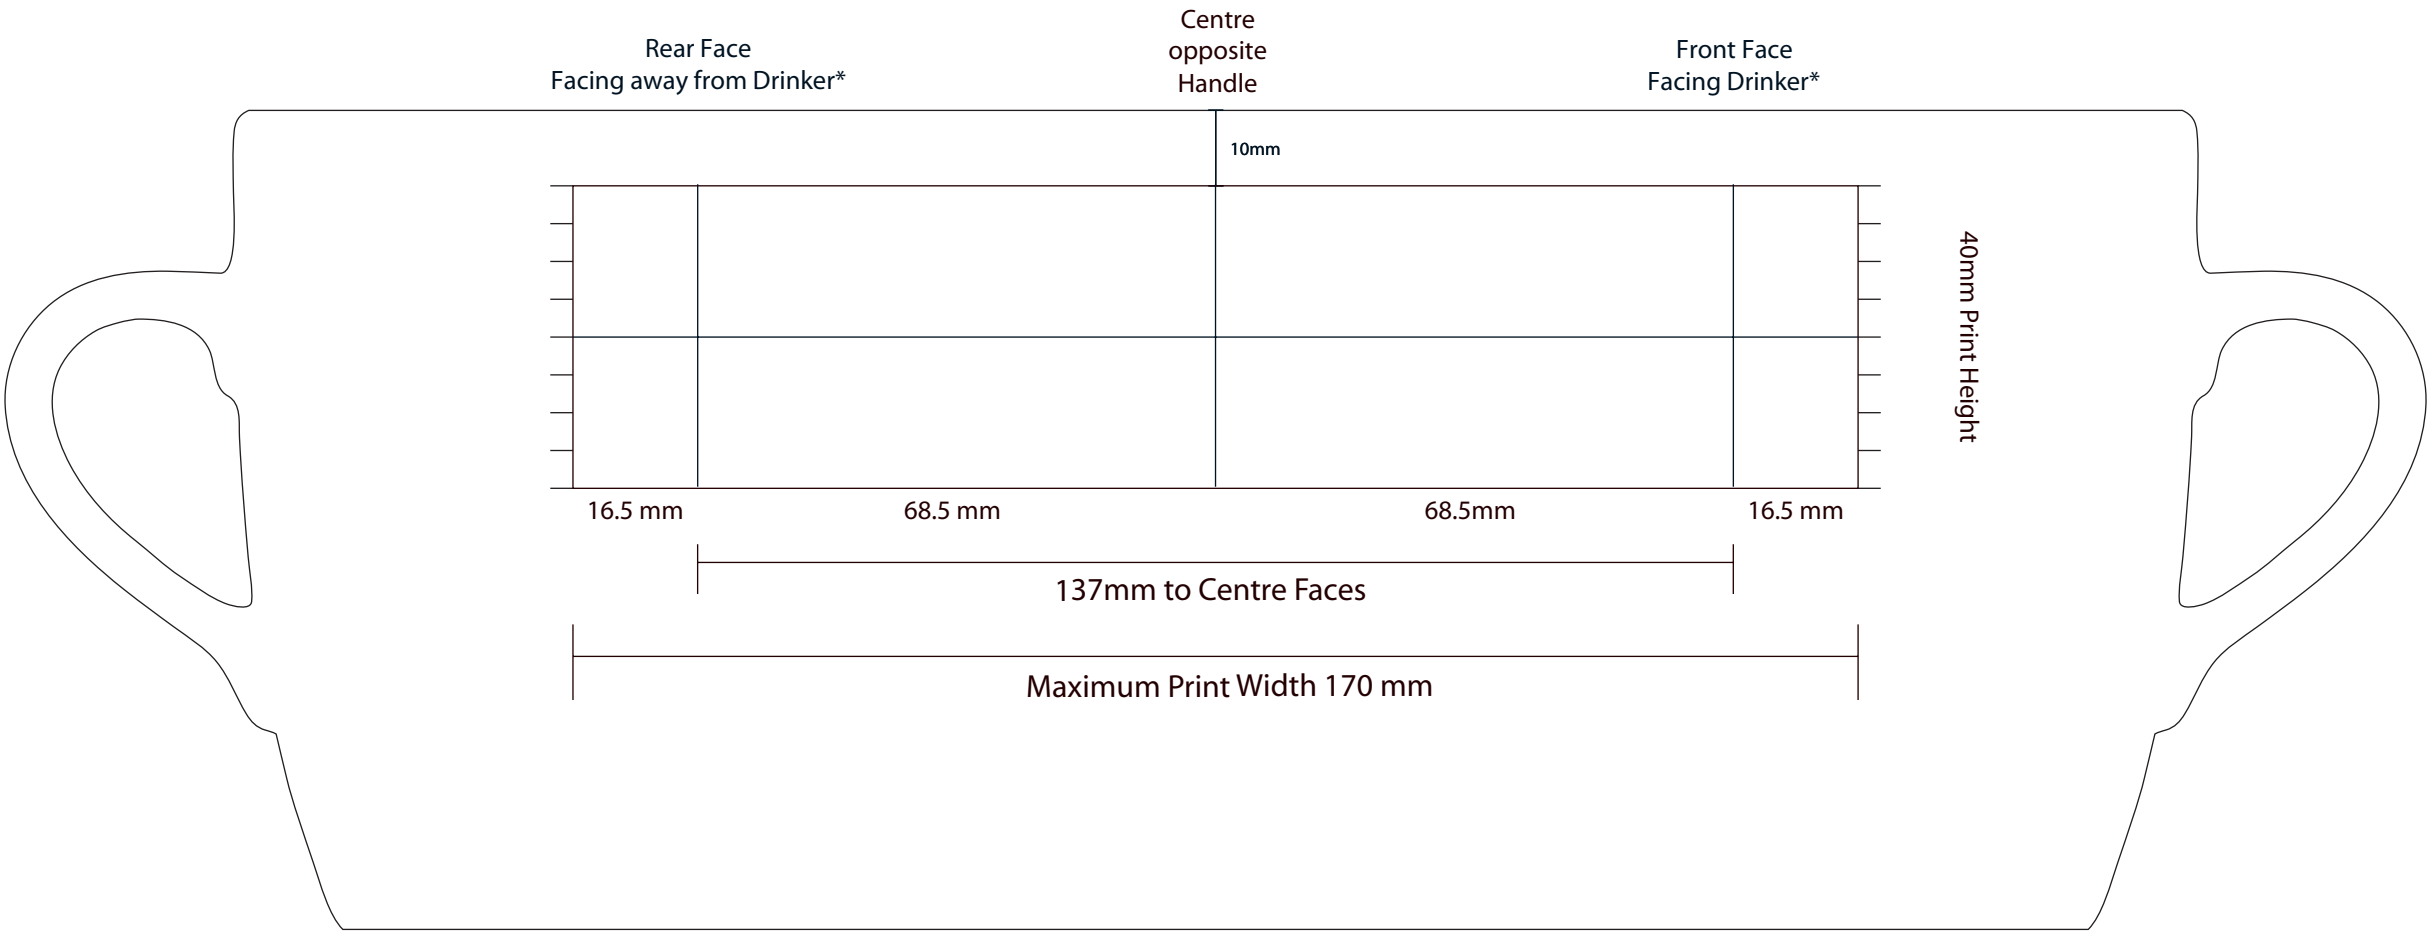 Centre
opposite
Handle
Rear Face
Facing away from Drinker*
Front Face
Facing Drinker*
10mm
40mm Print Height
16.5 mm
68.5 mm
68.5mm
16.5 mm
137mm to Centre Faces
Maximum Print Width 170 mm